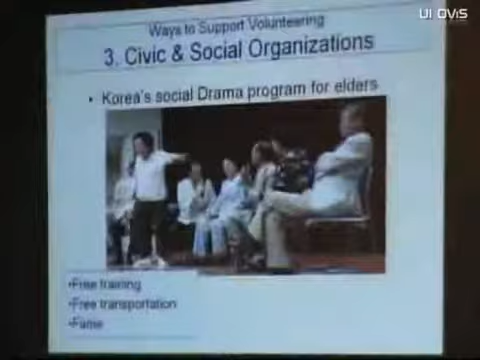 UI OViS
Ways to Support Volunteering
3. Civic & Social Organizations
• Korea's social Drama program for elders
•Free training
•Free transportation
•Fame